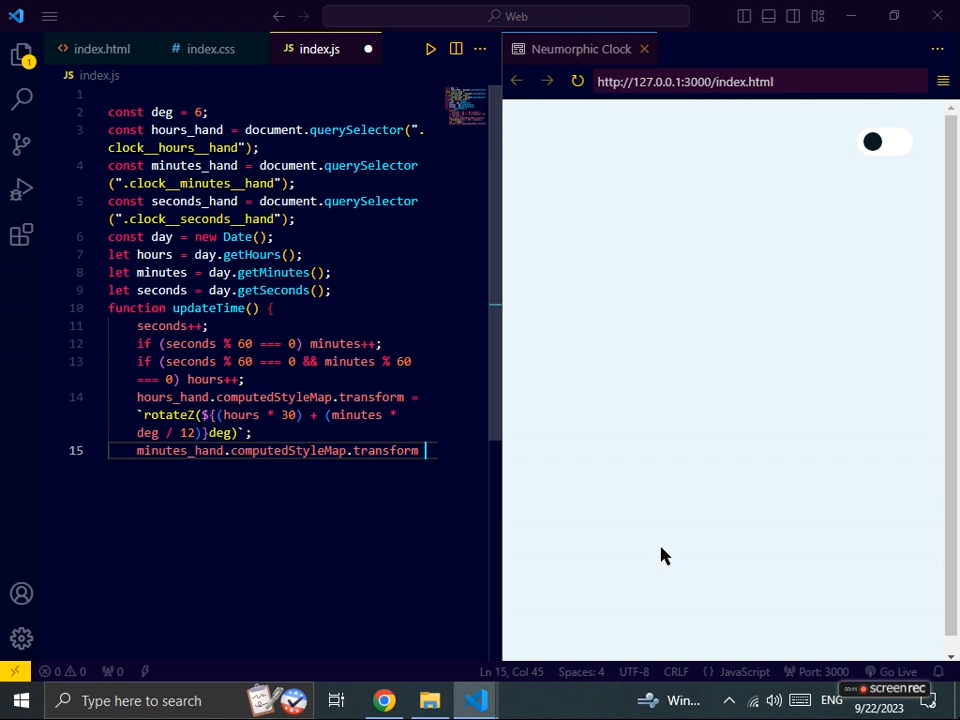 Web
index.html
index.css
index.js
Neumorphic Clock
index.js
http://127.0.0.1:3000/index.html
1
2 const deg = 6;
3 const hours_hand = document.querySelector(".
clock__hours__hand");
4 const minutes_hand = document.querySelector
(".clock__minutes__hand");
5 const seconds_hand = document.querySelector
(".clock__seconds__hand");
6 const day = new Date();
7 let hours = day.getHours();
8 let minutes = day.getMinutes();
9 let seconds = day.getSeconds();
10 function updateTime() {
11 seconds++;
12 if (seconds % 60 === 0) minutes++;
13 if (seconds % 60 === 0 && minutes % 60
=== 0) hours++;
14 hours_hand.computedStyleMap.transform =
`rotateZ(${(hours * 30) + (minutes *
deg / 12)}deg)`;
15 minutes_hand.computedStyleMap.transform
1
0 0 0 Ln 15, Col 45 Spaces: 4 UTF-8 CRLF {} JavaScript Port: 3000 Go Live
Type here to search
Win...
ENG
screen rec
9/22/2023